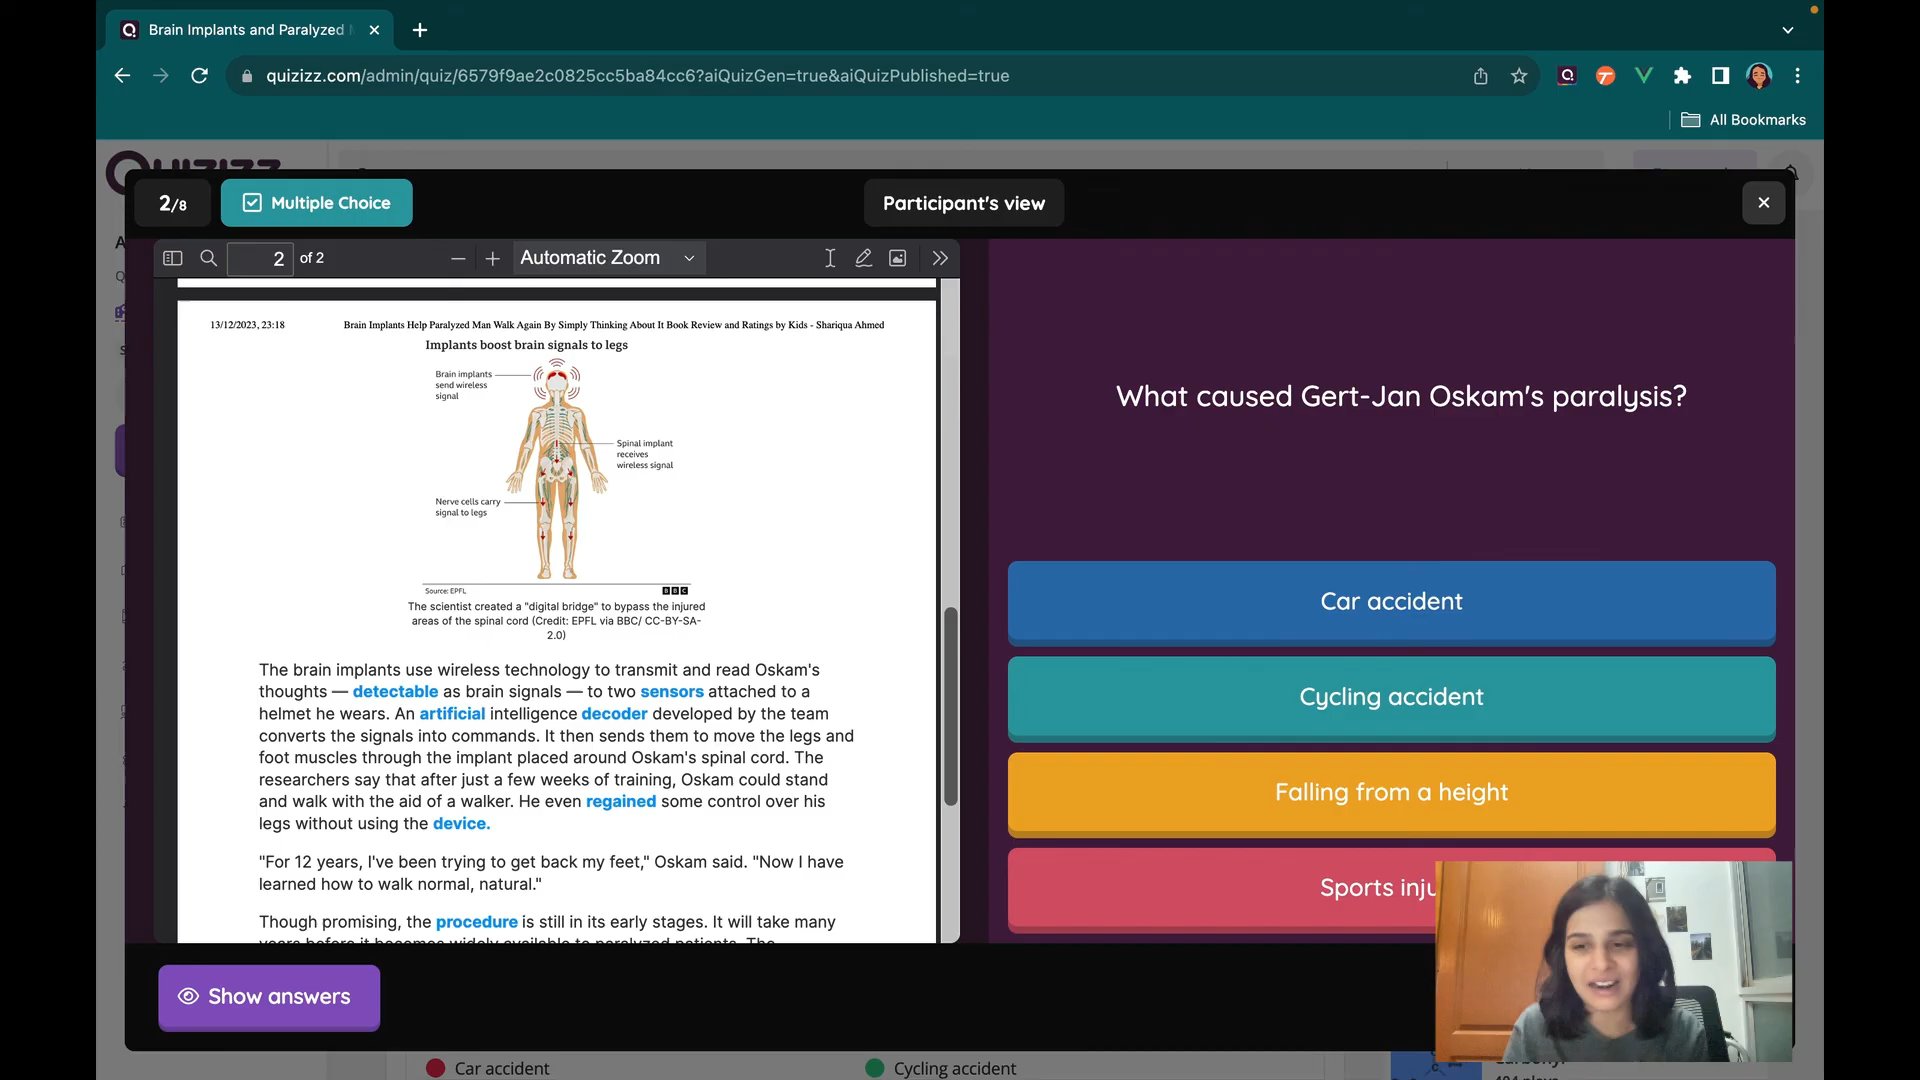 Brain Implants and Paralyzed
quizizz.com/admin/quiz/6579f9ae2c0825cc5ba84cc6?aiQuizGen=true&aiQuizPublished=true
All Bookmarks
2/8
Multiple Choice
Participant's view
2 of 2
Automatic Zoom
13/12/2023, 23:18
Brain Implants Help Paralyzed Man Walk Again By Simply Thinking About It Book Review and Ratings by Kids - Shariqua Ahmed
Implants boost brain signals to legs
Brain implants
send wireless
signal
Spinal implant
receives
wireless signal
Nerve cells carry
signal to legs
Source: EPFL
BBC
The scientist created a "digital bridge" to bypass the injured
areas of the spinal cord (Credit: EPFL via BBC/ CC-BY-SA-
2.0)
The brain implants use wireless technology to transmit and read Oskam's
thoughts — detectable as brain signals — to two sensors attached to a
helmet he wears. An artificial intelligence decoder developed by the team
converts the signals into commands. It then sends them to move the legs and
foot muscles through the implant placed around Oskam's spinal cord. The
researchers say that after just a few weeks of training, Oskam could stand
and walk with the aid of a walker. He even regained some control over his
legs without using the device.
"For 12 years, I've been trying to get back my feet," Oskam said. "Now I have
learned how to walk normal, natural."
Though promising, the procedure is still in its early stages. It will take many
years before it becomes widely available to paralyzed patients. The
What caused Gert-Jan Oskam's paralysis?
Car accident
Cycling accident
Falling from a height
Sports inju
Show answers
Car accident
Cycling accident